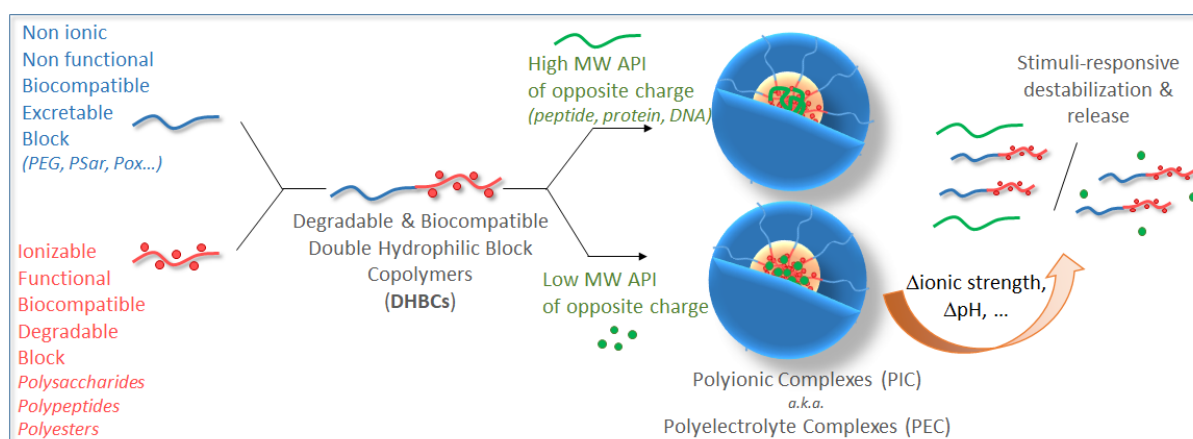 Non ionic
Non functional
Biocompatible
Excretable
Block
(PEG, PSar, Pox...)
Ionizable
Functional
Biocompatible
Degradable
Block
Polysaccharides
Polypeptides
Polyesters
Degradable & Biocompatible
Double Hydrophilic Block
Copolymers
(DHBCs)
High MW API
of opposite charge
(peptide, protein, DNA)
Low MW API
of opposite charge
Polyionic Complexes (PIC)
a.k.a.
Polyelectrolyte Complexes (PEC)
Stimuli-responsive
destabilization &
release
Δionic strength,
ΔpH, ...